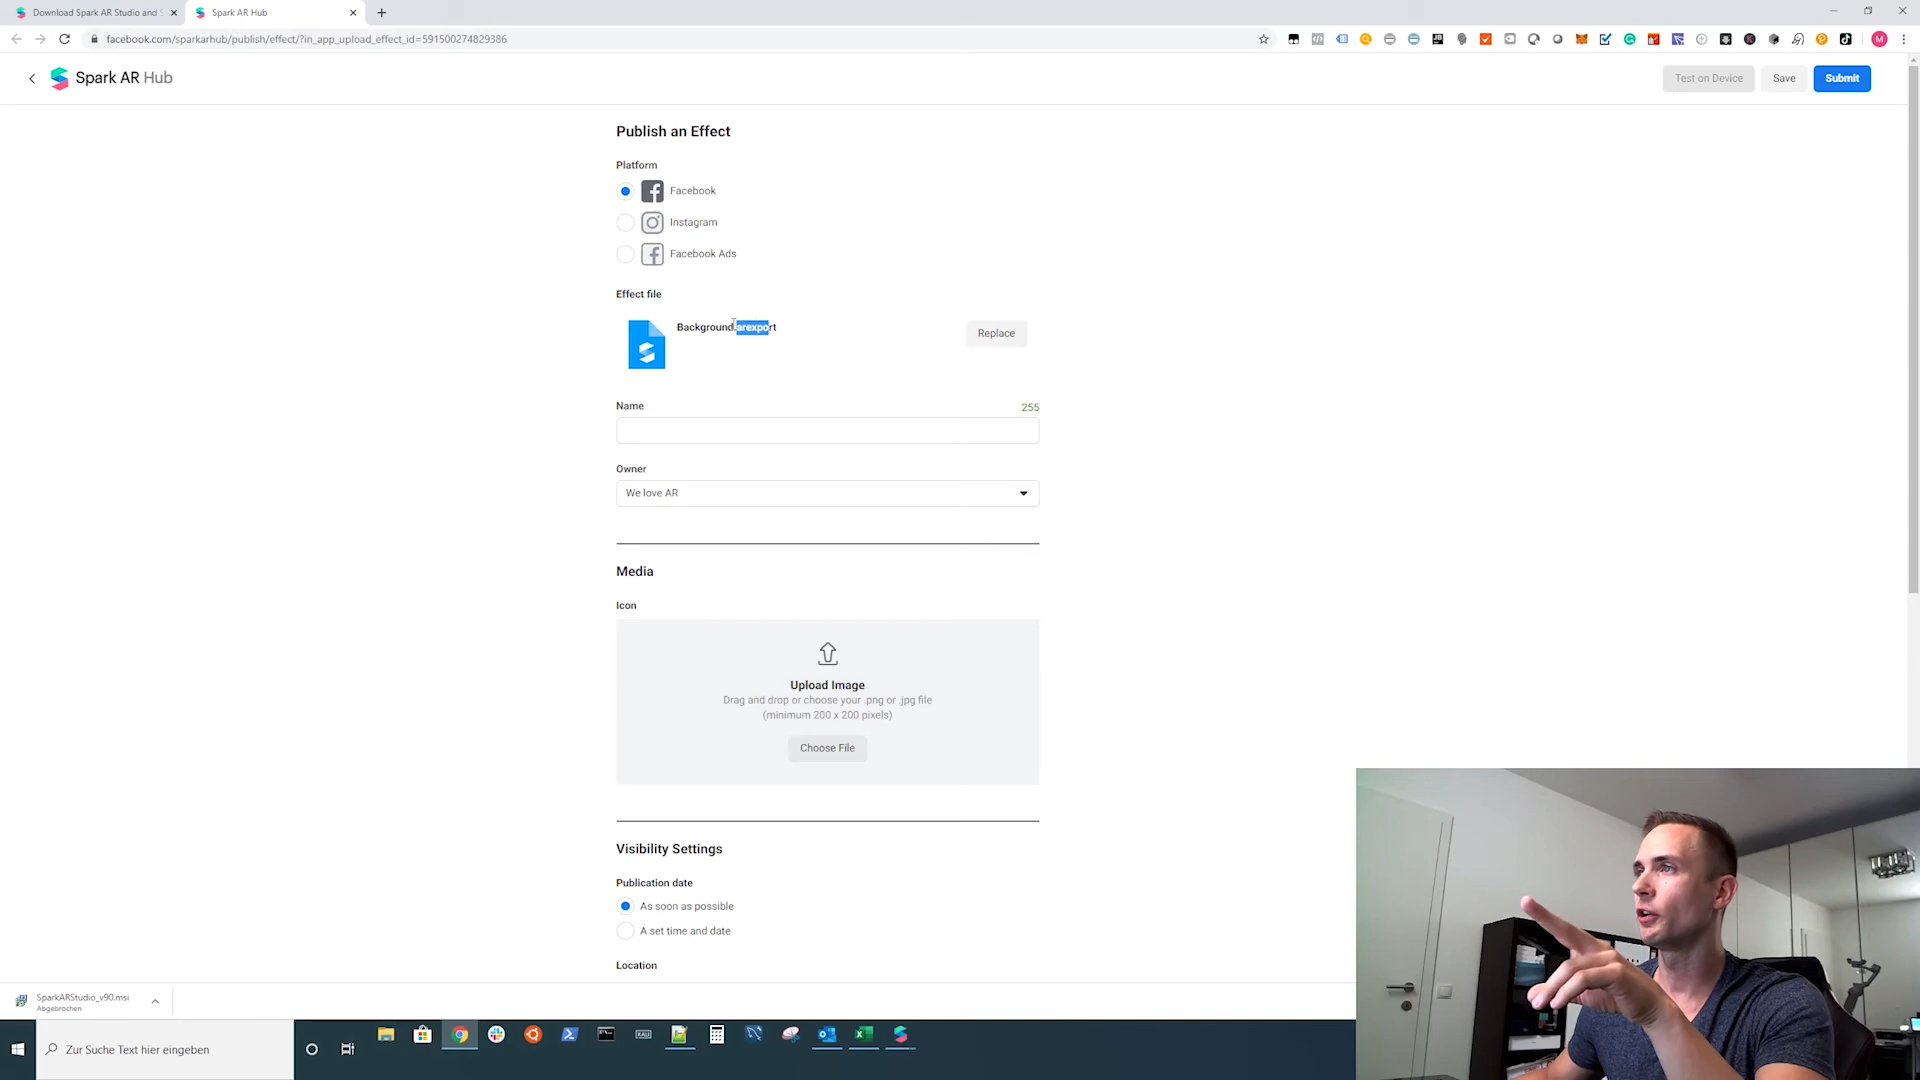 Download Spark AR Studio and S
Spark AR Hub
facebook.com/sparkarhub/publish/effect/?in_app_upload_effect_id=591500274829386
M
Spark AR Hub
Test on Device
Save
Submit
Publish an Effect
Platform
Facebook
Instagram
Facebook Ads
Effect file
Background.arexport
Replace
Name
255
Owner
We love AR
Media
Icon
Upload Image
Drag and drop or choose your .png or .jpg file
(minimum 200 x 200 pixels)
Choose File
Visibility Settings
Publication date
As soon as possible
A set time and date
Location
SparkARStudio_v90.msi
Abgebrochen
Zur Suche Text hier eingeben
KALI